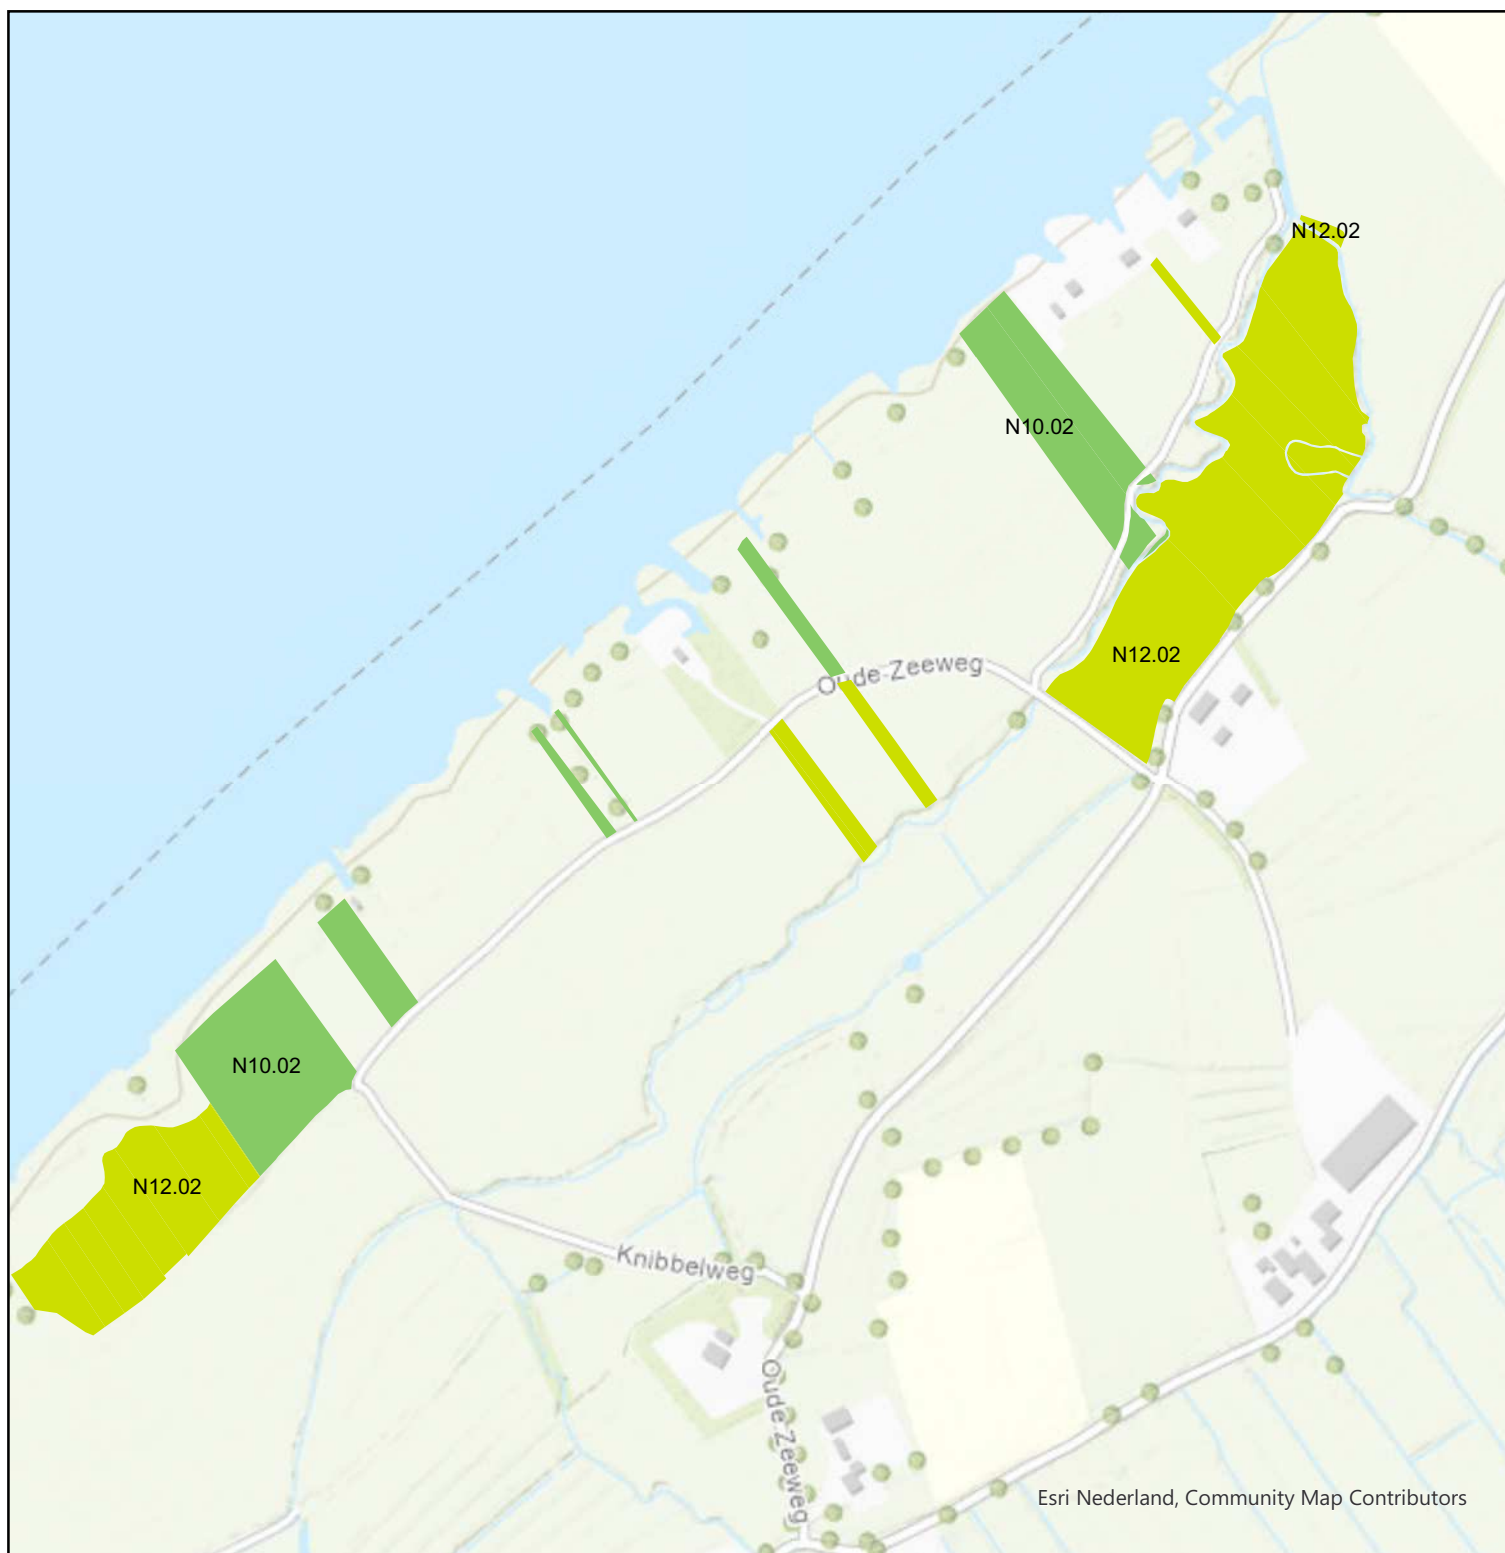 N12.02
N10.02
N12.02
Oude-Zeeweg
N10.02
N12.02
Knibbelweg
Oude-Zeeweg
Esri Nederland, Community Map Contributors